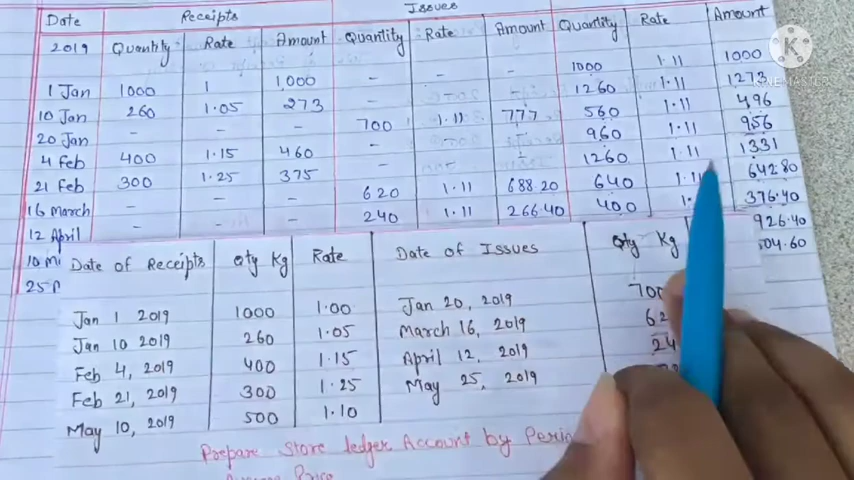 Date Receipts Issues
2019 Quantity Rate Amount Quantity Rate Amount Quantity Rate Amount
1 Jan 1000 1 1,000 - - - 1000 1.11 1000
10 Jan 260 1.05 273 - - - 1260 1.11 1273
20 Jan - - - 700 1.11 777 560 1.11 496
4 Feb 400 1.15 460 - 960 1.11 956
21 Feb 300 1.25 375 - 1260 1.11 1331
16 March - - - 620 1.11 688.20 640 1.11 642.80
12 April - - - 240 1.11 266.40 400 376.40
10 926.40
25 504.60
Date of Receipts Qty Kg Rate Date of Issues Qty Kg
Jan 1 2019 1000 1.00 Jan 20, 2019 700
Jan 10 2019 260 1.05 March 16, 2019
Feb 4, 2019 400 1.15 April 12, 2019
Feb 21, 2019 300 1.25 May 25, 2019
May 10, 2019 500 1.10
Prepare Store ledger Account by
KINEMASTER